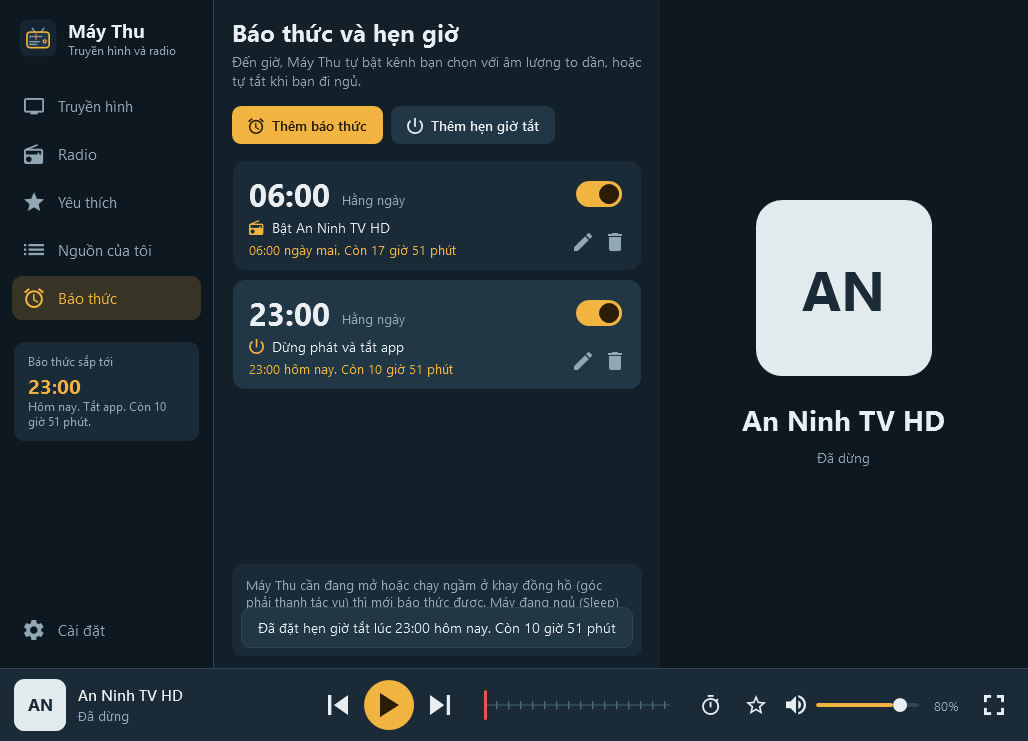 Máy Thu
Truyền hình và radio
Truyền hình
Radio
Yêu thích
Nguồn của tôi
Báo thức
Báo thức sắp tới
23:00
Hôm nay. Tắt app. Còn 10
giờ 51 phút.
Cài đặt
Báo thức và hẹn giờ
Đến giờ, Máy Thu tự bật kênh bạn chọn với âm lượng to dần, hoặc
tự tắt khi bạn đi ngủ.
Thêm báo thức
Thêm hẹn giờ tắt
06:00 Hằng ngày
Bật An Ninh TV HD
06:00 ngày mai. Còn 17 giờ 51 phút
23:00 Hằng ngày
Dừng phát và tắt app
23:00 hôm nay. Còn 10 giờ 51 phút
Máy Thu cần đang mở hoặc chạy ngầm ở khay đồng hồ (góc
phải thanh tác vụ) thì mới báo thức được. Máy đang ngủ (Sleep)
Đã đặt hẹn giờ tắt lúc 23:00 hôm nay. Còn 10 giờ 51 phút
AN
An Ninh TV HD
Đã dừng
AN
An Ninh TV HD
Đã dừng
80%